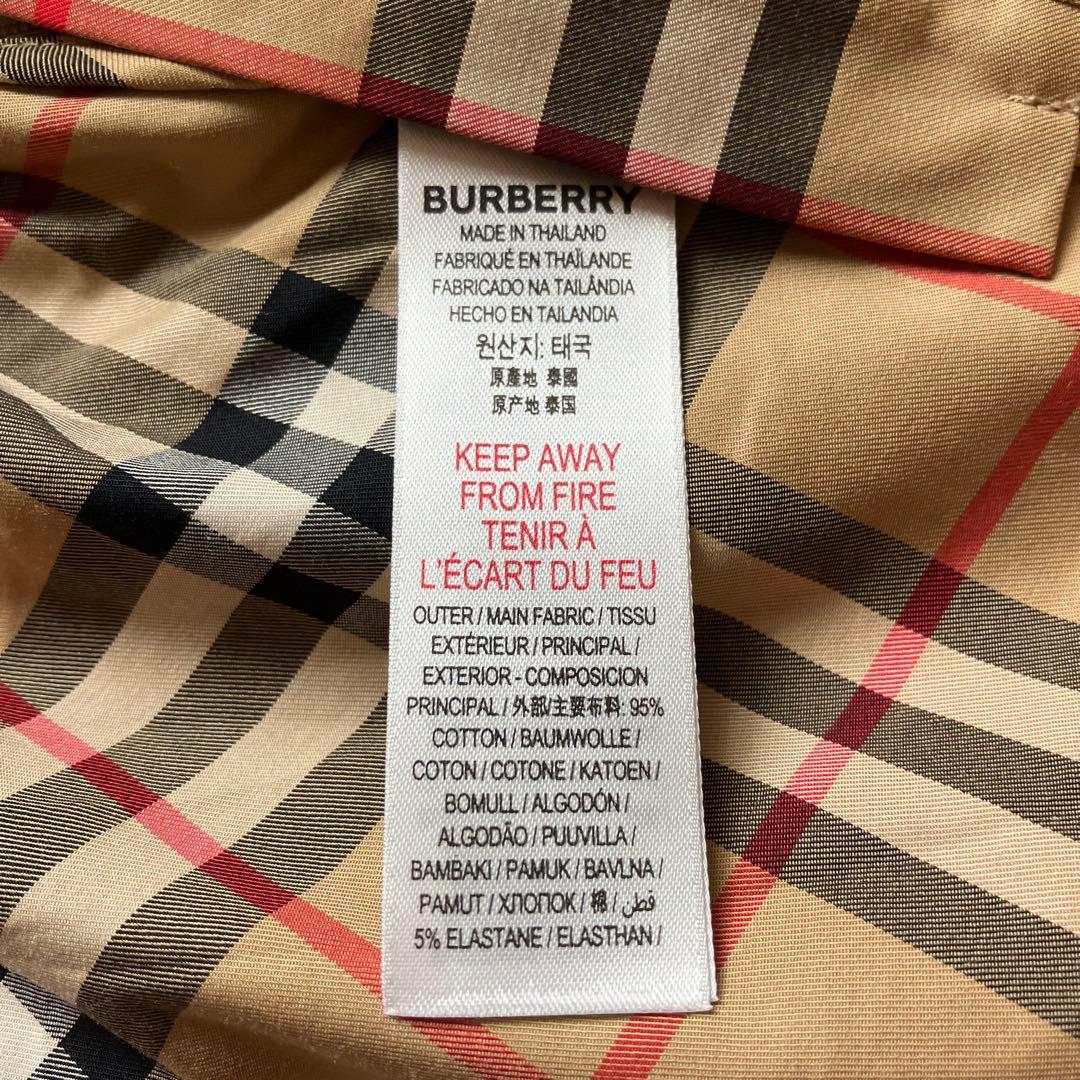 BURBERRY
MADE IN THAILAND
FABRIQUÉ EN THAÏLANDE
FABRICADO NA TAILÂNDIA
HECHO EN TAILANDIA
원산지: 태국
原產地 泰國
原产地 泰国
KEEP AWAY
FROM FIRE
TENIR À
L'ÉCART DU FEU
OUTER / MAIN FABRIC / TISSU
EXTÉRIEUR / PRINCIPAL /
EXTERIOR - COMPOSICION
PRINCIPAL / 外部/主要布料: 95%
COTTON / BAUMWOLLE /
COTON / COTONE / KATOEN /
BOMULL / ALGODÓN /
ALGODÃO / PUUVILLA /
BAMBAKI / PAMUK / BAVLNA /
PAMUT / ХЛОПОК / 棉 / قطن /
5% ELASTANE / ELASTHAN /